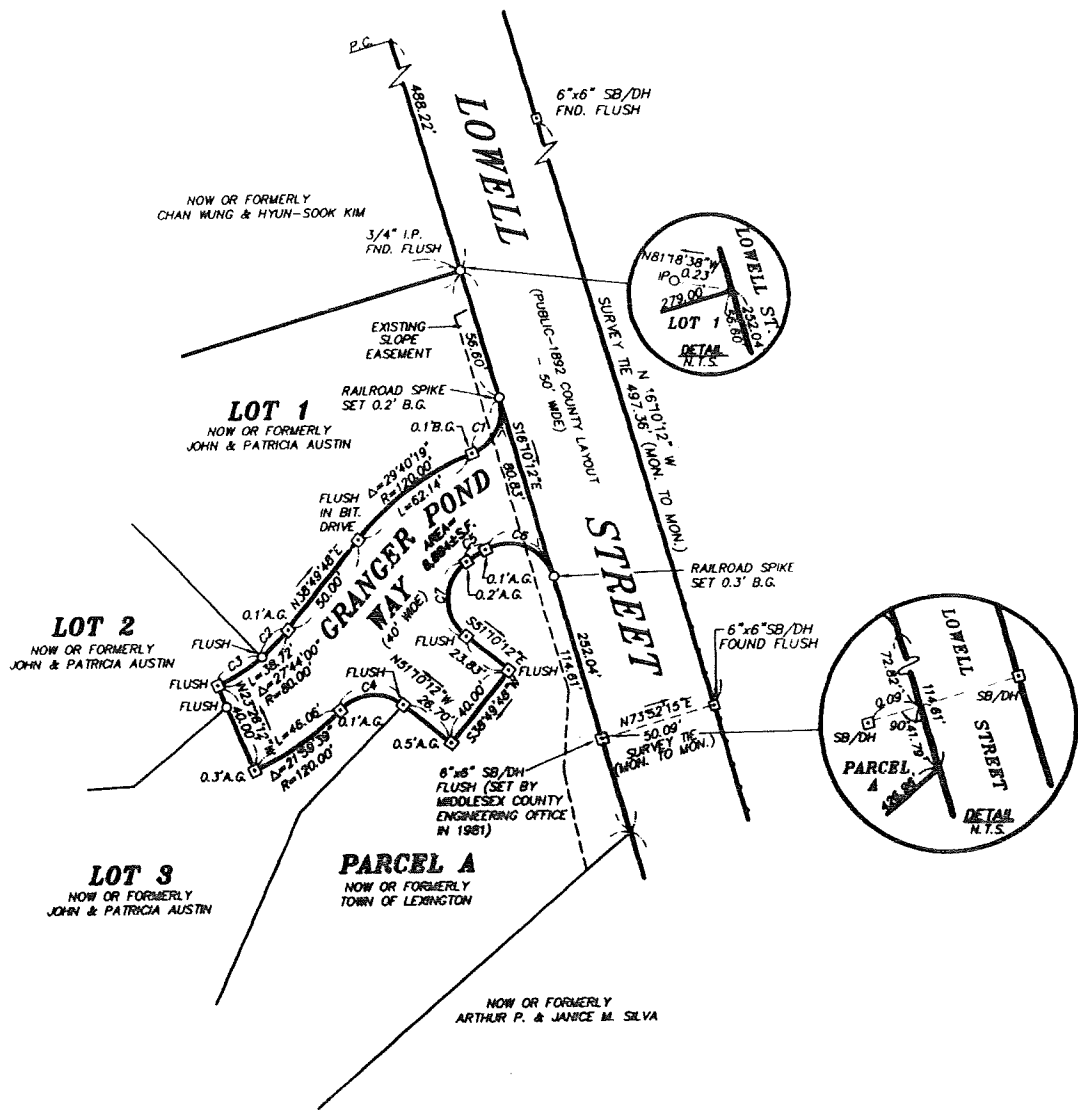 P.C.
488.22'
LOWELL
6"x6" SB/DH
FND. FLUSH
NOW OR FORMERLY
CHAN WUNG & HYUN-SOOK KIM
3/4" I.P.
FND. FLUSH
N81°18'38"W
IP 0.23'
279.00'
LOT 1
LOWELL ST.
252.04'
56.60'
DETAIL
N.T.S.
EXISTING
SLOPE
EASEMENT
56.60'
(PUBLIC-1892 COUNTY LAYOUT
- 50' WIDE)
SURVEY TIE
N 16°10'12" W
497.36' (MON. TO MON.)
RAILROAD SPIKE
SET 0.2' B.G.
LOT 1
NOW OR FORMERLY
JOHN & PATRICIA AUSTIN
0.1'B.G.
C1
S16°10'12"E
80.83'
Δ=29°40'19"
R=120.00'
L=62.14'
FLUSH
IN BIT.
DRIVE
GRANGER POND
WAY
(40' WIDE)
AREA=
S.F.
STREET
C5
C6
0.1'A.G.
0.2'A.G.
C7
RAILROAD SPIKE
SET 0.3' B.G.
N38°49'48"E
50.00'
0.1'A.G.
LOT 2
NOW OR FORMERLY
JOHN & PATRICIA AUSTIN
FLUSH
C2
C3
L=38.72'
Δ=27°44'00"
R=80.00'
FLUSH
FLUSH
40.00'
FLUSH
S51°10'12"E
23.83'
FLUSH
FLUSH
N51°10'12"W
26.70'
40.00'
S38°49'48"W
C4
0.1'A.G.
0.5'A.G.
L=46.06'
Δ=21°59'39"
R=120.00'
0.3'A.G.
252.04'
114.61'
6"x6"SB/DH
FOUND FLUSH
N73°52'15"E
50.09'
SURVEY TIE
(MON. TO MON.)
6"x6" SB/DH
FLUSH (SET BY
MIDDLESEX COUNTY
ENGINEERING OFFICE
IN 1981)
LOWELL
STREET
72.82'
0.09'
114.61'
90°
41.79'
SB/DH
SB/DH
PARCEL
A
DETAIL
N.T.S.
LOT 3
NOW OR FORMERLY
JOHN & PATRICIA AUSTIN
PARCEL A
NOW OR FORMERLY
TOWN OF LEXINGTON
NOW OR FORMERLY
ARTHUR P. & JANICE M. SILVA